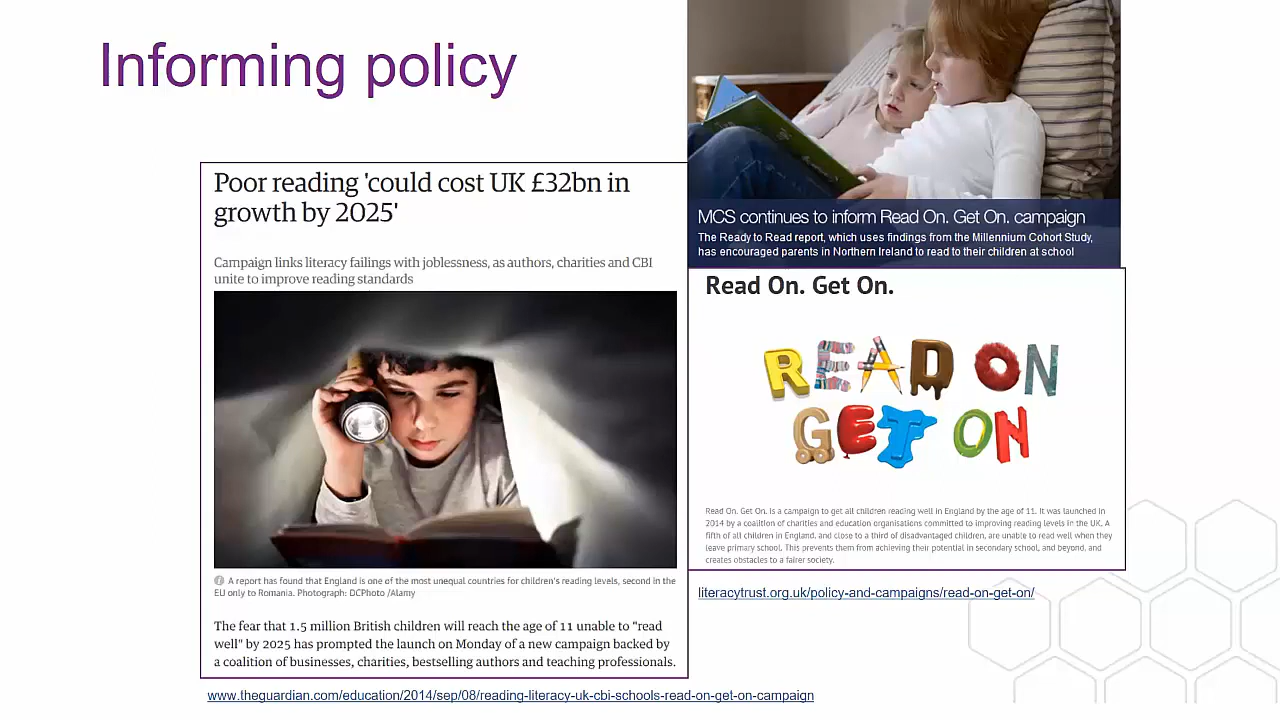 Informing policy
Poor reading 'could cost UK £32bn in
growth by 2025'
Campaign links literacy failings with joblessness, as authors, charities and CBI
unite to improve reading standards
A report has found that England is one of the most unequal countries for children's reading levels, second in the
EU only to Romania. Photograph: DCPhoto /Alamy
The fear that 1.5 million British children will reach the age of 11 unable to "read
well" by 2025 has prompted the launch on Monday of a new campaign backed by
a coalition of businesses, charities, bestselling authors and teaching professionals.
www.theguardian.com/education/2014/sep/08/reading-literacy-uk-cbi-schools-read-on-get-on-campaign
MCS continues to inform Read On. Get On. campaign
The Ready to Read report, which uses findings from the Millennium Cohort Study,
has encouraged parents in Northern Ireland to read to their children at school
Read On. Get On.
READ ON
GET ON
Read On. Get On. is a campaign to get all children reading well in England by the age of 11. It was launched in
2014 by a coalition of charities and education organisations committed to improving reading levels in the UK. A
fifth of all children in England, and close to a third of disadvantaged children, are unable to read well when they
leave primary school. This prevents them from achieving their potential in secondary school, and beyond, and
creates obstacles to a fairer society.
literacytrust.org.uk/policy-and-campaigns/read-on-get-on/